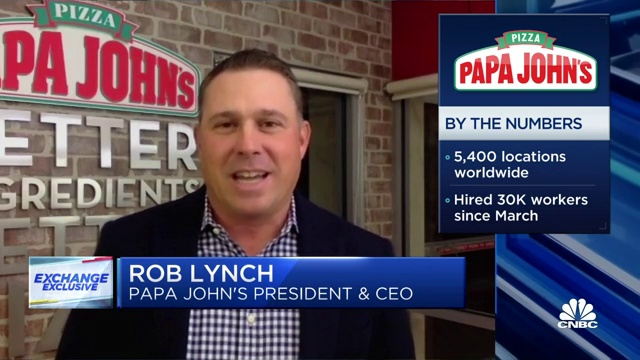 PIZZA
PAPA JOHN'S
ETTER
GREDIENTS
PIZZA
PAPA JOHN'S
BY THE NUMBERS
5,400 locations
worldwide
Hired 30K workers
since March
EXCHANGE
EXCLUSIVE
ROB LYNCH
PAPA JOHN'S PRESIDENT & CEO
CNBC